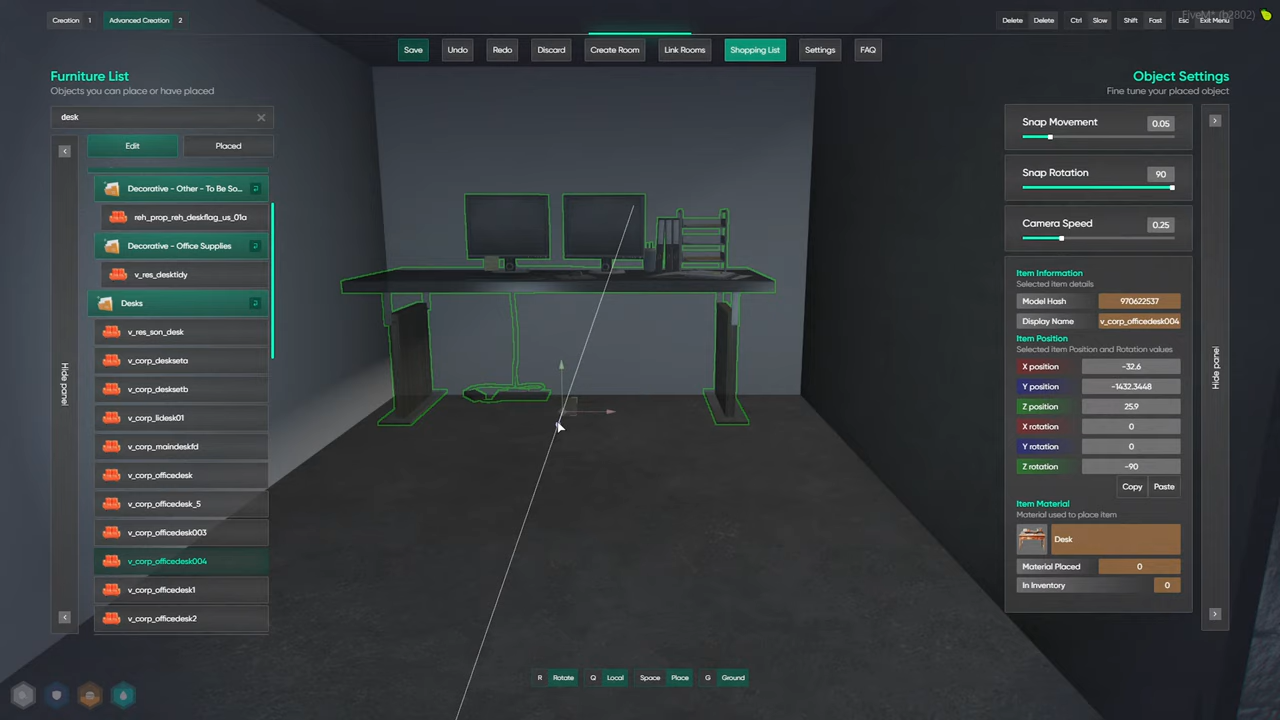 Creation 1 Advanced Creation 2
FiveM* (b2802)
Delete Delete Ctrl Slow Shift Fast Esc Exit Menu
Save Undo Redo Discard Create Room Link Rooms Shopping List Settings FAQ
Furniture List
Objects you can place or have placed
desk
Edit Placed
Decorative - Other - To Be So...
reh_prop_reh_deskflag_us_01a
Decorative - Office Supplies
v_res_desktidy
Desks
v_res_son_desk
v_corp_deskseta
v_corp_desksetb
v_corp_lidesk01
v_corp_maindeskfd
v_corp_officedesk
v_corp_officedesk_5
v_corp_officedesk003
v_corp_officedesk004
v_corp_officedesk1
v_corp_officedesk2
Hide panel
Object Settings
Fine tune your placed object
Snap Movement 0.05
Snap Rotation 90
Camera Speed 0.25
Item Information
Selected item details
Model Hash 970622537
Display Name v_corp_officedesk004
Item Position
Selected item Position and Rotation values
X position -32.6
Y position -1432.3448
Z position 25.9
X rotation 0
Y rotation 0
Z rotation -90
Copy Paste
Item Material
Material used to place item
Desk
Material Placed 0
In Inventory 0
Hide panel
R Rotate Q Local Space Place G Ground